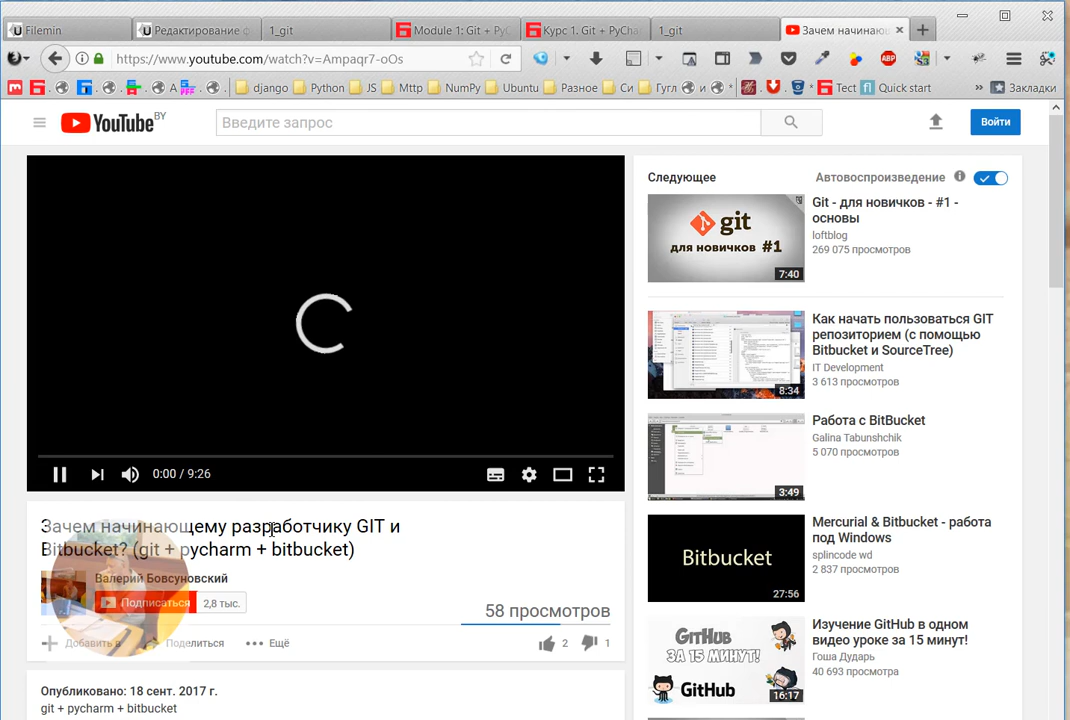 Filemin
Редактирование ф
1_git
Module 1: Git + PyC
Курс 1. Git + PyCha
1_git
Зачем начинающ
https://www.youtube.com/watch?v=Ampaqr7-oOs
ABP
django
Python
JS
Mttp
NumPy
Ubuntu
Разное
Си
Гугл
и
Тест
Quick start
Закладки
YouTube BY
Введите запрос
Войти
0:00 / 9:26
Зачем начинающему разработчику GIT и
Bitbucket? (git + pycharm + bitbucket)
Валерий Бовсуновский
Подписаться
2,8 тыс.
58 просмотров
Добавить в
Поделиться
Ещё
2
1
Опубликовано: 18 сент. 2017 г.
git + pycharm + bitbucket
Следующее
Автовоспроизведение
git
для новичков #1
7:40
Git - для новичков - #1 -
основы
loftblog
269 075 просмотров
8:34
Как начать пользоваться GIT
репозиторием (с помощью
Bitbucket и SourceTree)
IT Development
3 613 просмотров
3:49
Работа с BitBucket
Galina Tabunshchik
5 070 просмотров
Bitbucket
27:56
Mercurial & Bitbucket - работа
под Windows
splincode wd
2 837 просмотров
GitHub
ЗА 15 МИНУТ!
GitHub
16:17
Изучение GitHub в одном
видео уроке за 15 минут!
Гоша Дударь
40 693 просмотра